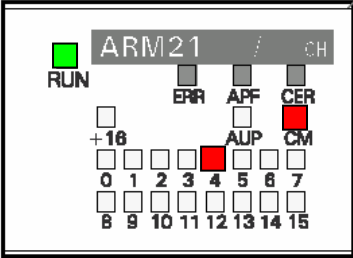 ARM21 / CH
RUN
ERR APF CER
+16 AUP CM
0 1 2 3 4 5 6 7
8 9 10 11 12 13 14 15